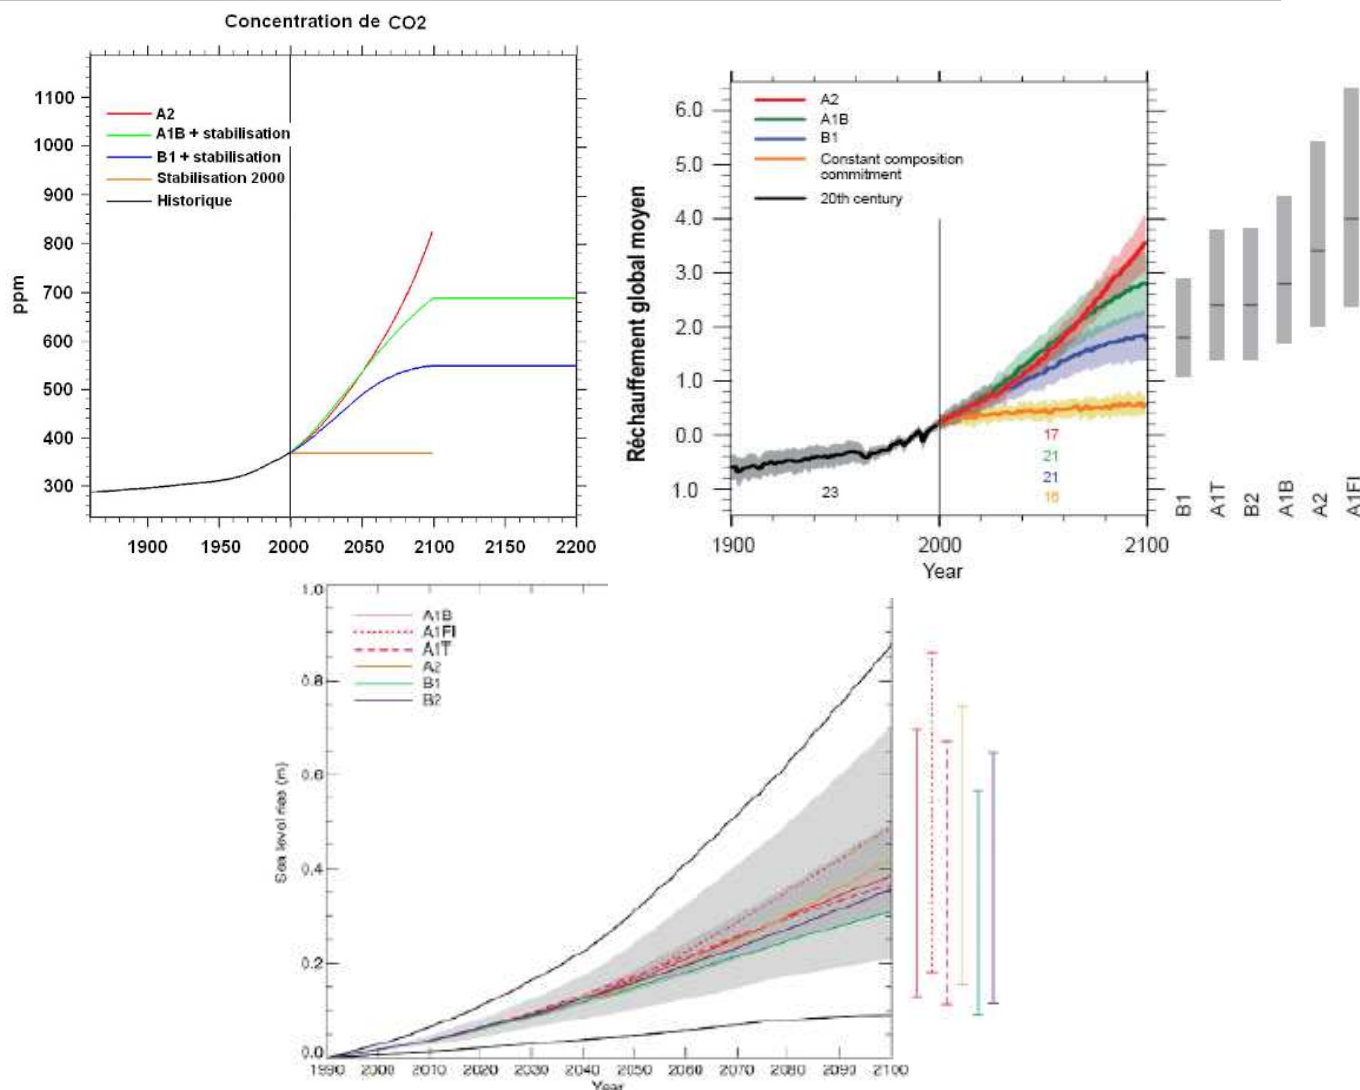 Concentration de CO2
1100
1000
900
800
700
600
500
400
300
ppm
A2
A1B + stabilisation
B1 + stabilisation
Stabilisation 2000
Historique
1900 1950 2000 2050 2100 2150 2200
Réchauffement global moyen
6.0
5.0
4.0
3.0
2.0
1.0
0.0
1.0
A2
A1B
B1
Constant composition
commitment
20th century
17
21
21
16
23
1900 2000 2100
Year
B1
A1T
B2
A1B
A2
A1FI
Sea level rise (m)
1.0
0.8
0.6
0.4
0.2
0.0
A1B
A1FI
A1T
A2
B1
B2
1990 2000 2010 2020 2030 2040 2050 2060 2070 2080 2090 2100
Year